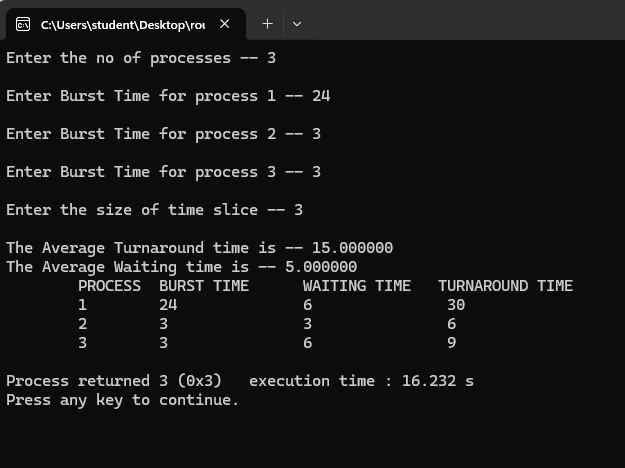 C:\Users\student\Desktop\rou
Enter the no of processes -- 3
Enter Burst Time for process 1 -- 24
Enter Burst Time for process 2 -- 3
Enter Burst Time for process 3 -- 3
Enter the size of time slice -- 3
The Average Turnaround time is -- 15.000000
The Average Waiting time is -- 5.000000
PROCESS BURST TIME WAITING TIME TURNAROUND TIME
1 24 6 30
2 3 3 6
3 3 6 9
Process returned 3 (0x3) execution time : 16.232 s
Press any key to continue.